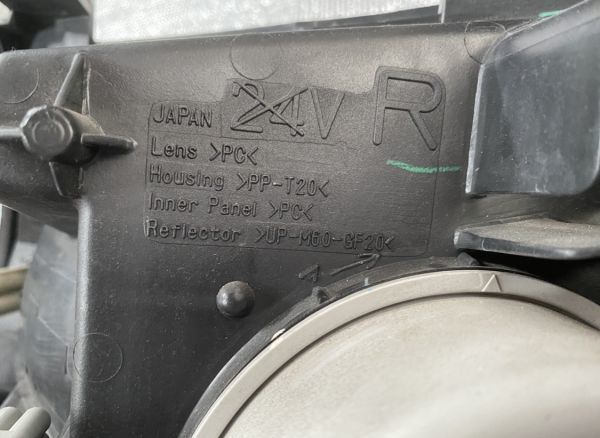 JAPAN 24V R
Lens >PC<
Housing >PP-T20<
Inner Panel >PC<
Reflector >UP-M60-GF20<